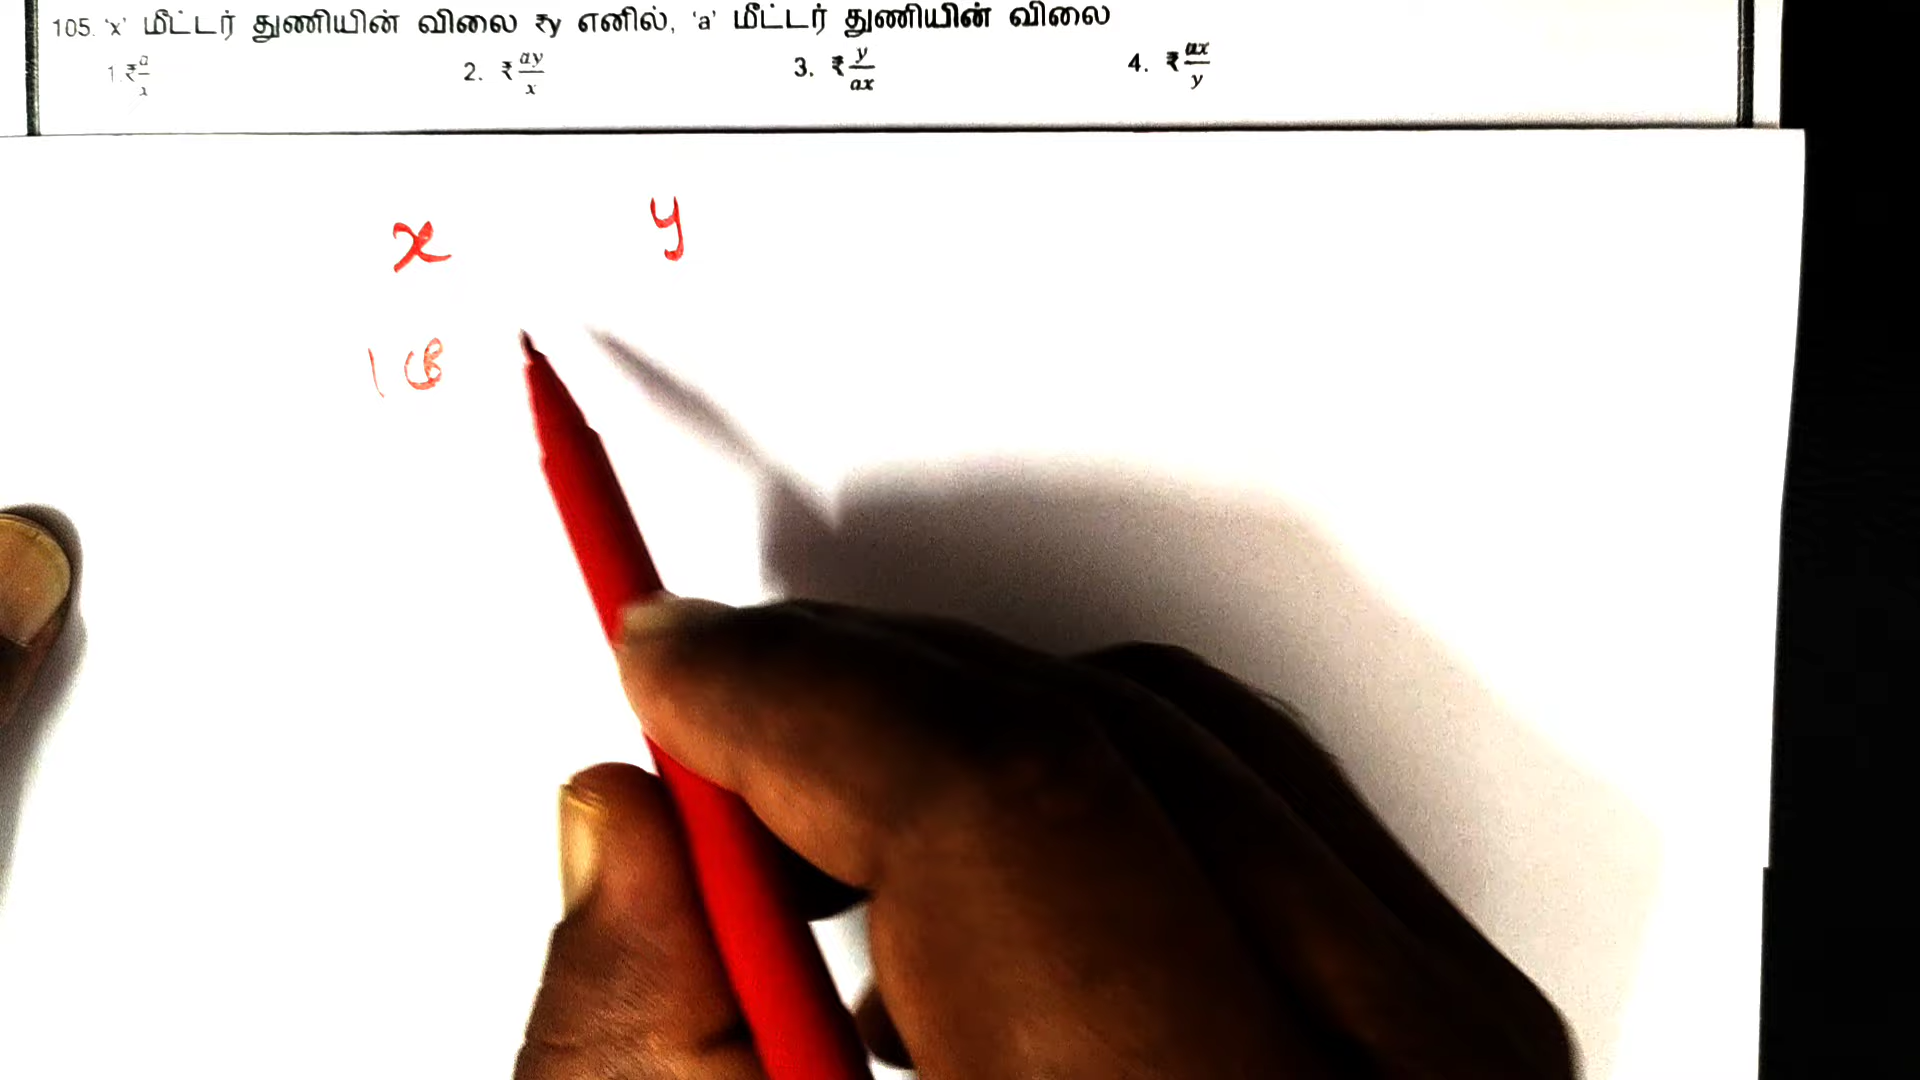 105. 'x' மீட்டர் துணியின் விலை ₹y எனில், 'a' மீட்டர் துணியின் விலை
1. ₹a/x 2. ₹ay/x 3. ₹y/ax 4. ₹ax/y
x y
1